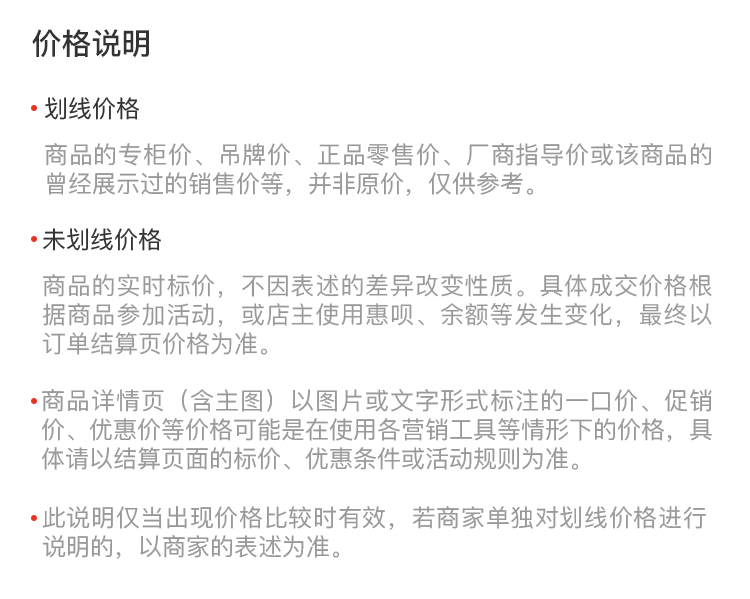 价格说明
• 划线价格
商品的专柜价、吊牌价、正品零售价、厂商指导价或该商品的
曾经展示过的销售价等，并非原价，仅供参考。
• 未划线价格
商品的实时标价，不因表述的差异改变性质。具体成交价格根
据商品参加活动，或店主使用惠呗、余额等发生变化，最终以
订单结算页价格为准。
• 商品详情页（含主图）以图片或文字形式标注的一口价、促销
价、优惠价等价格可能是在使用各营销工具等情形下的价格，具
体请以结算页面的标价、优惠条件或活动规则为准。
• 此说明仅当出现价格比较时有效，若商家单独对划线价格进行
说明的，以商家的表述为准。